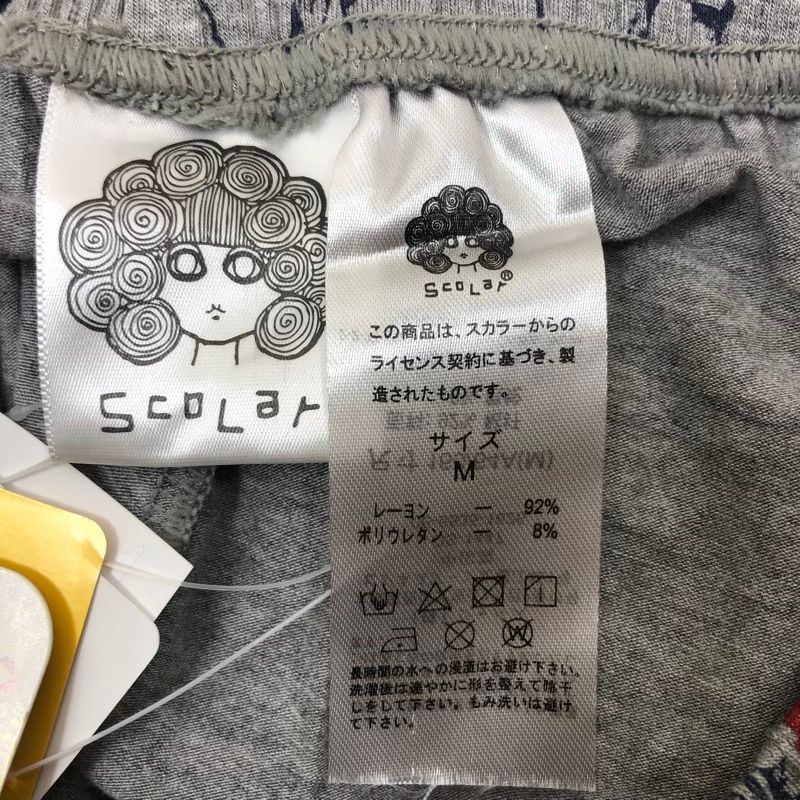 scolar
scolar®
この商品は、スカラーからの
ライセンス契約に基づき、製
造されたものです。
サイズ
M
レーヨン — 92%
ポリウレタン — 8%
長時間の水への浸漬はお避け下さい。
洗濯後は速やかに形を整えて陰干
しをして下さい。もみ洗いは避け
て下さい。